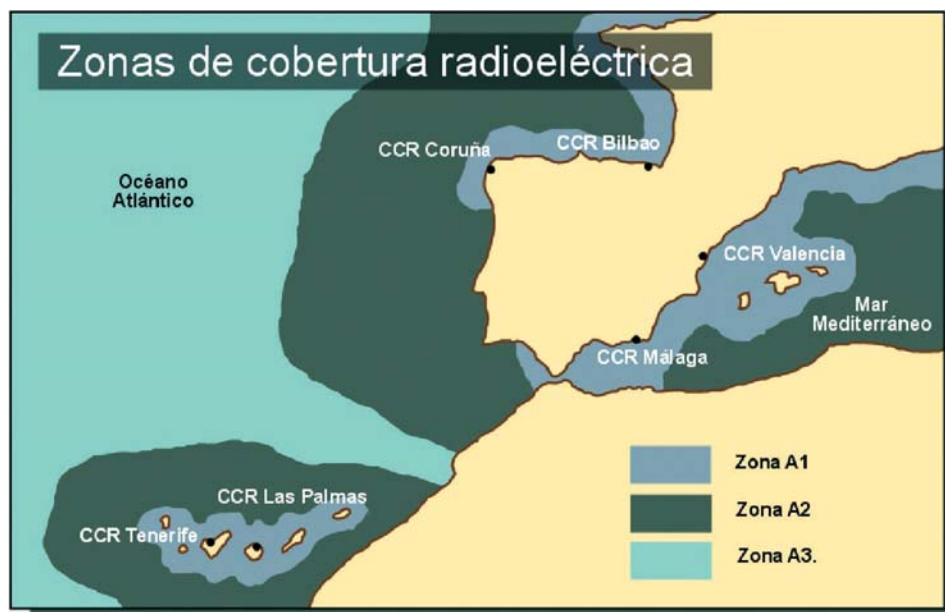 Zonas de cobertura radioeléctrica
CCR Coruña
CCR Bilbao
Océano
Atlántico
CCR Valencia
Mar
Mediterráneo
CCR Málaga
Zona A1
CCR Las Palmas
Zona A2
CCR Tenerife
Zona A3.